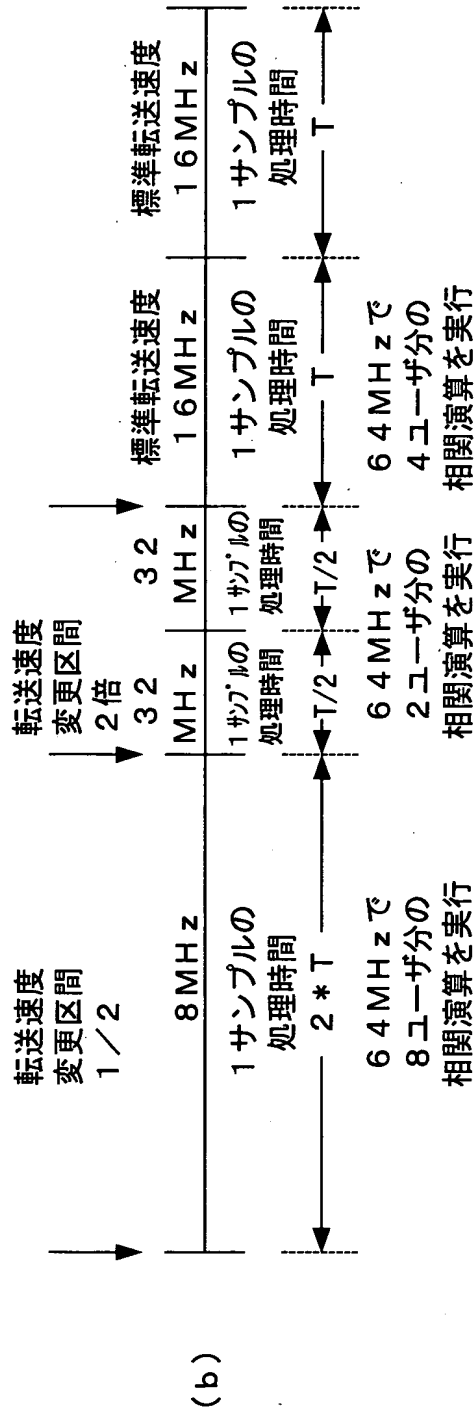 (b)
転送速度
変更区間
1/2
8MHz
1サンプルの
処理時間
2*T
64MHzで
8ユーザ分の
相関演算を実行
転送速度
変更区間
2倍
32
MHz
1サンプルの
処理時間
T/2
32
MHz
1サンプルの
処理時間
T/2
64MHzで
2ユーザ分の
相関演算を実行
標準転送速度
16MHz
1サンプルの
処理時間
T
64MHzで
4ユーザ分の
相関演算を実行
標準転送速度
16MHz
1サンプルの
処理時間
T